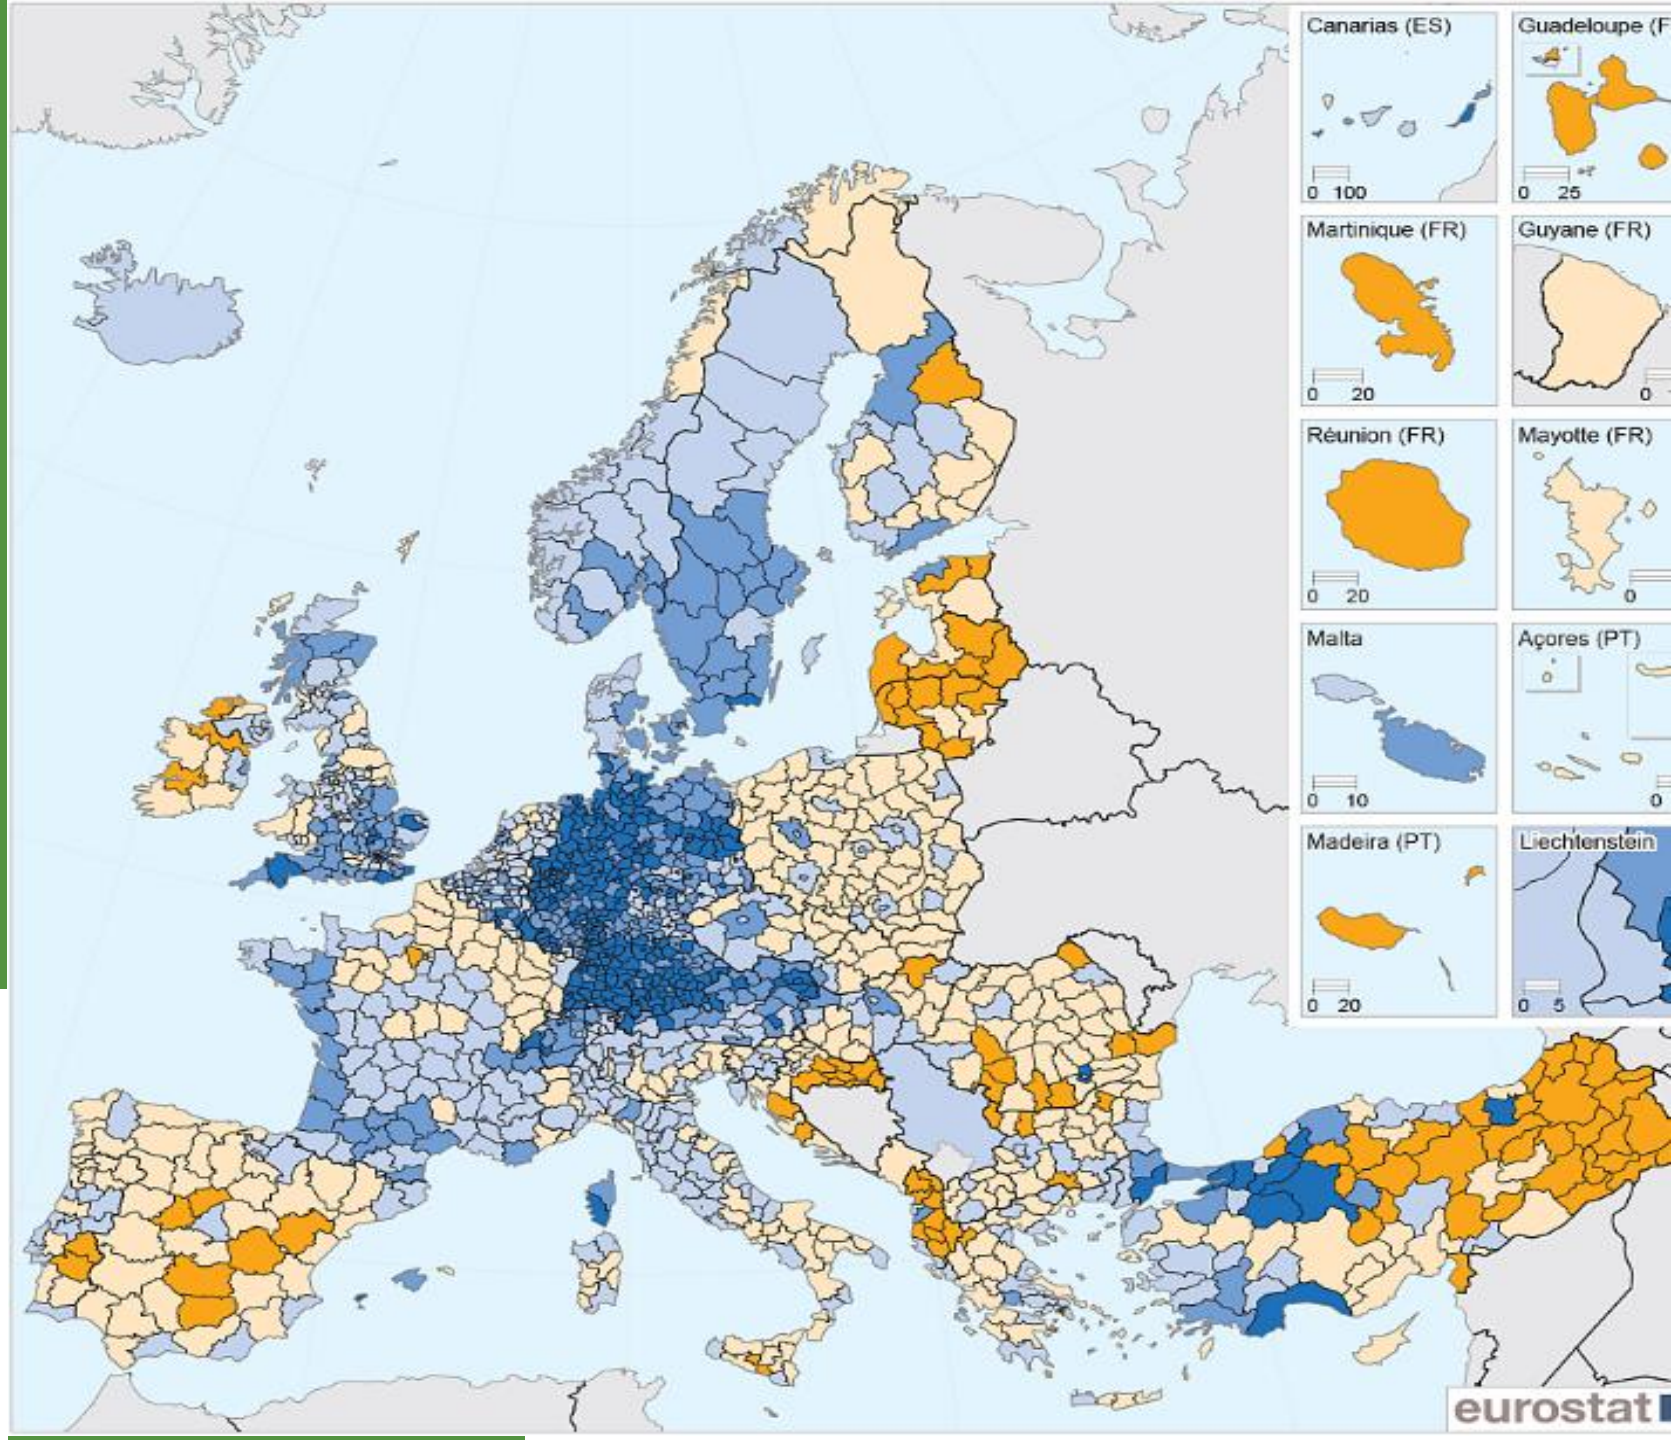 Canarias (ES)
0 100
Guadeloupe (F
0 25
Martinique (FR)
0 20
Guyane (FR)
0
Réunion (FR)
0 20
Mayotte (FR)
0
Malta
0 10
Açores (PT)
0
Madeira (PT)
0 20
Liechtenstein
0 5
eurostat